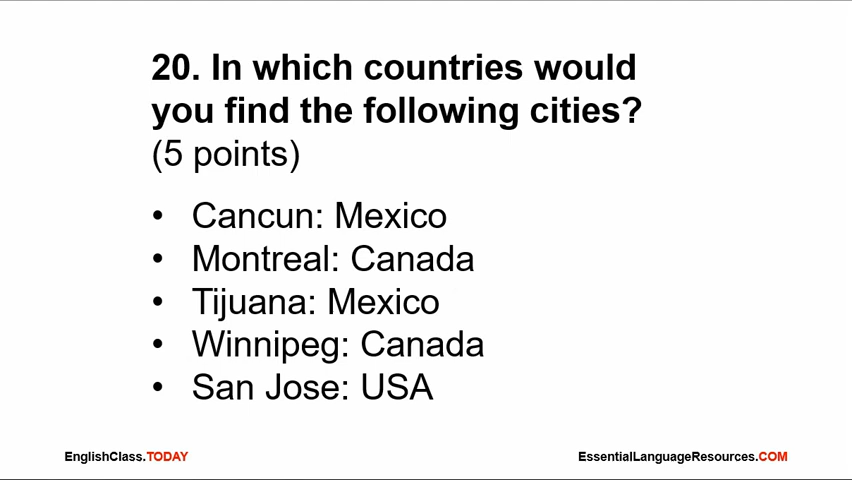 20. In which countries would
you find the following cities?
(5 points)
• Cancun: Mexico
• Montreal: Canada
• Tijuana: Mexico
• Winnipeg: Canada
• San Jose: USA
EnglishClass.TODAY
EssentialLanguageResources.COM